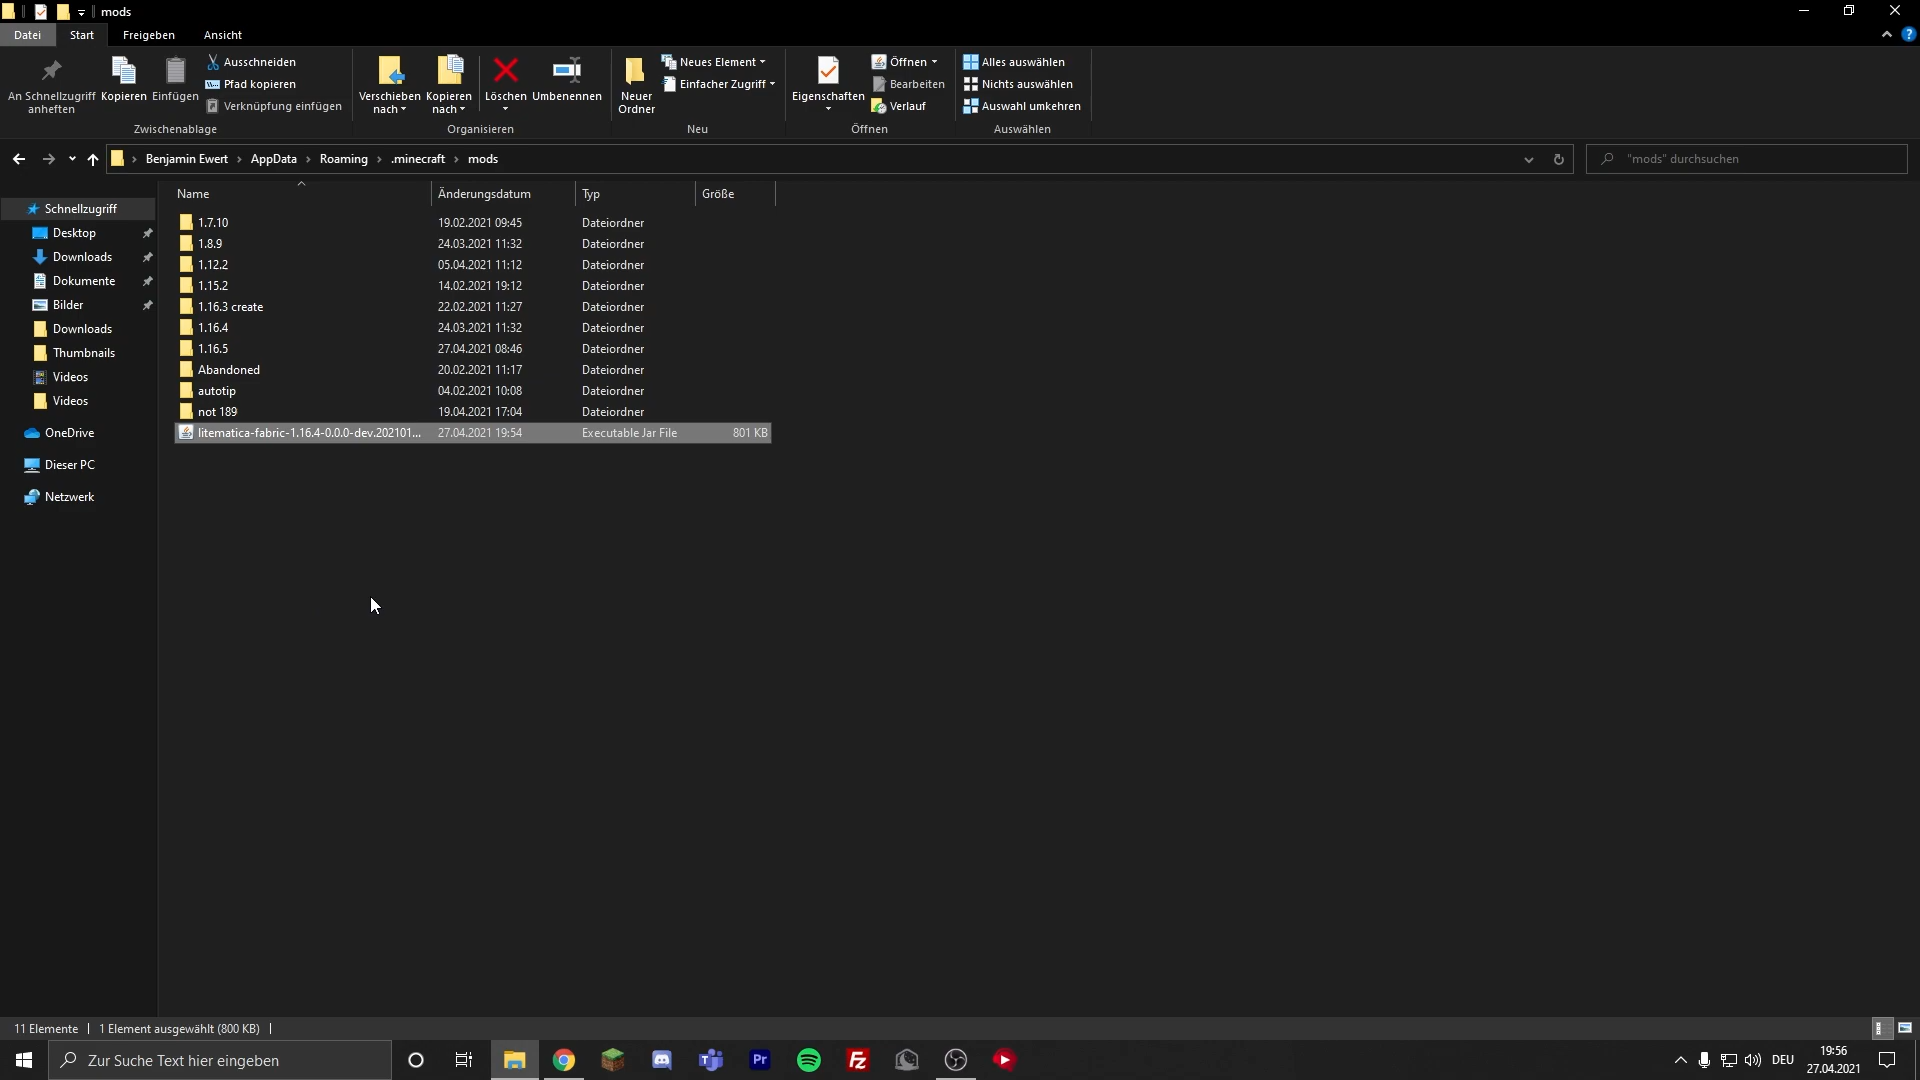 mods
Datei Start Freigeben Ansicht
An Schnellzugriff anheften
Kopieren
Einfügen
Ausschneiden
Pfad kopieren
Verknüpfung einfügen
Zwischenablage
Verschieben nach
Kopieren nach
Löschen
Umbenennen
Organisieren
Neuer Ordner
Neues Element
Einfacher Zugriff
Neu
Eigenschaften
Öffnen
Bearbeiten
Verlauf
Öffnen
Alles auswählen
Nichts auswählen
Auswahl umkehren
Auswählen
Benjamin Ewert › AppData › Roaming › .minecraft › mods
"mods" durchsuchen
Schnellzugriff
Desktop
Downloads
Dokumente
Bilder
Downloads
Thumbnails
Videos
Videos
OneDrive
Dieser PC
Netzwerk
Name Änderungsdatum Typ Größe
1.7.10 19.02.2021 09:45 Dateiordner
1.8.9 24.03.2021 11:32 Dateiordner
1.12.2 05.04.2021 11:12 Dateiordner
1.15.2 14.02.2021 19:12 Dateiordner
1.16.3 create 22.02.2021 11:27 Dateiordner
1.16.4 24.03.2021 11:32 Dateiordner
1.16.5 27.04.2021 08:46 Dateiordner
Abandoned 20.02.2021 11:17 Dateiordner
autotip 04.02.2021 10:08 Dateiordner
not 189 19.04.2021 17:04 Dateiordner
litematica-fabric-1.16.4-0.0.0-dev.202101... 27.04.2021 19:54 Executable Jar File 801 KB
11 Elemente | 1 Element ausgewählt (800 KB) |
Zur Suche Text hier eingeben
Pr
Fz
DEU
19:56
27.04.2021